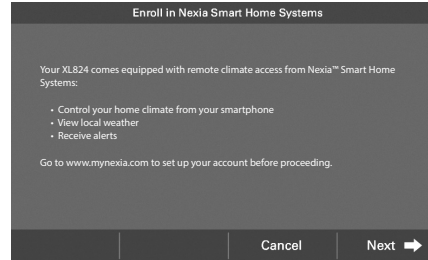 Enroll in Nexia Smart Home Systems
Your XL824 comes equipped with remote climate access from Nexia™ Smart Home
Systems:
• Control your home climate from your smartphone
• View local weather
• Receive alerts
Go to www.mynexia.com to set up your account before proceeding.
Cancel
Next